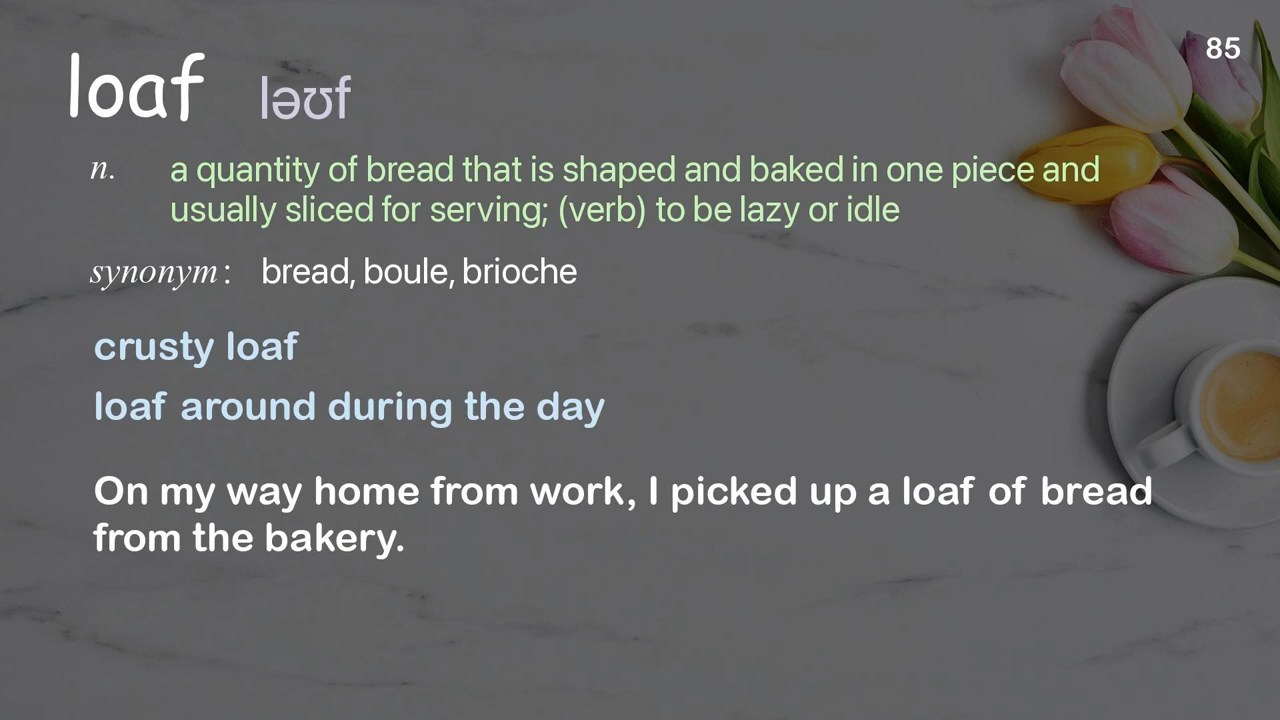 85
loaf ləʊf
n. a quantity of bread that is shaped and baked in one piece and
usually sliced for serving; (verb) to be lazy or idle
synonym: bread, boule, brioche
crusty loaf
loaf around during the day
On my way home from work, I picked up a loaf of bread
from the bakery.